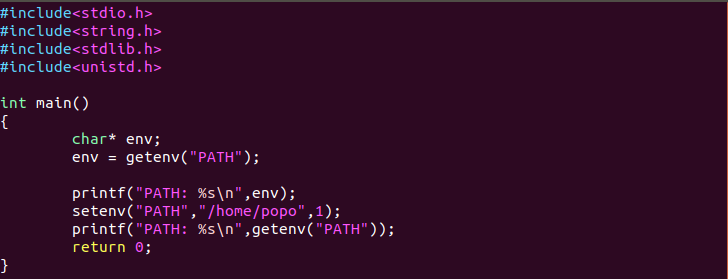 #include<stdio.h>
#include<string.h>
#include<stdlib.h>
#include<unistd.h>
int main()
{
char* env;
env = getenv("PATH");
printf("PATH: %s\n",env);
setenv("PATH","/home/popo",1);
printf("PATH: %s\n",getenv("PATH"));
return 0;
}